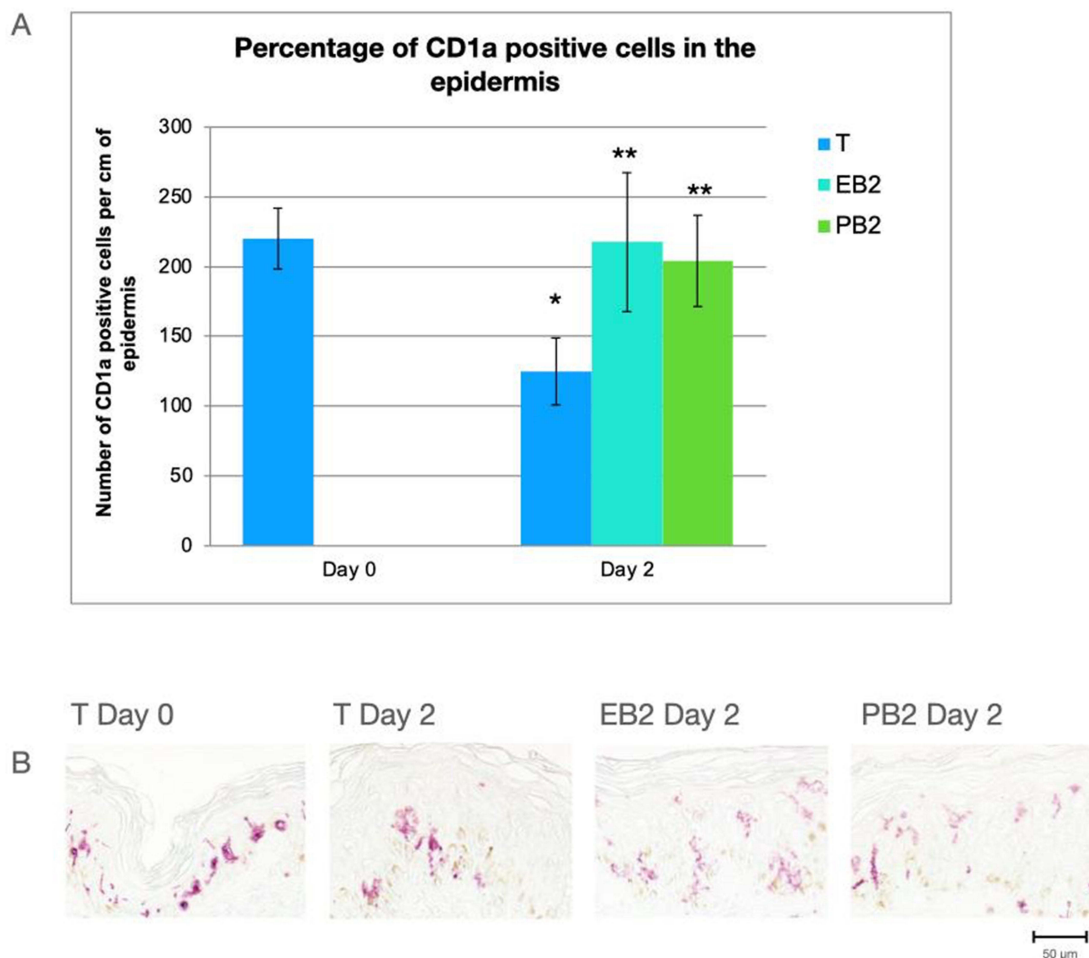 A
Percentage of CD1a positive cells in the
epidermis
Number of CD1a positive cells per cm of
epidermis
300
250
200
150
100
50
0
*
**
**
Day 0
Day 2
T
EB2
PB2
T Day 0
T Day 2
EB2 Day 2
PB2 Day 2
B
50 µm